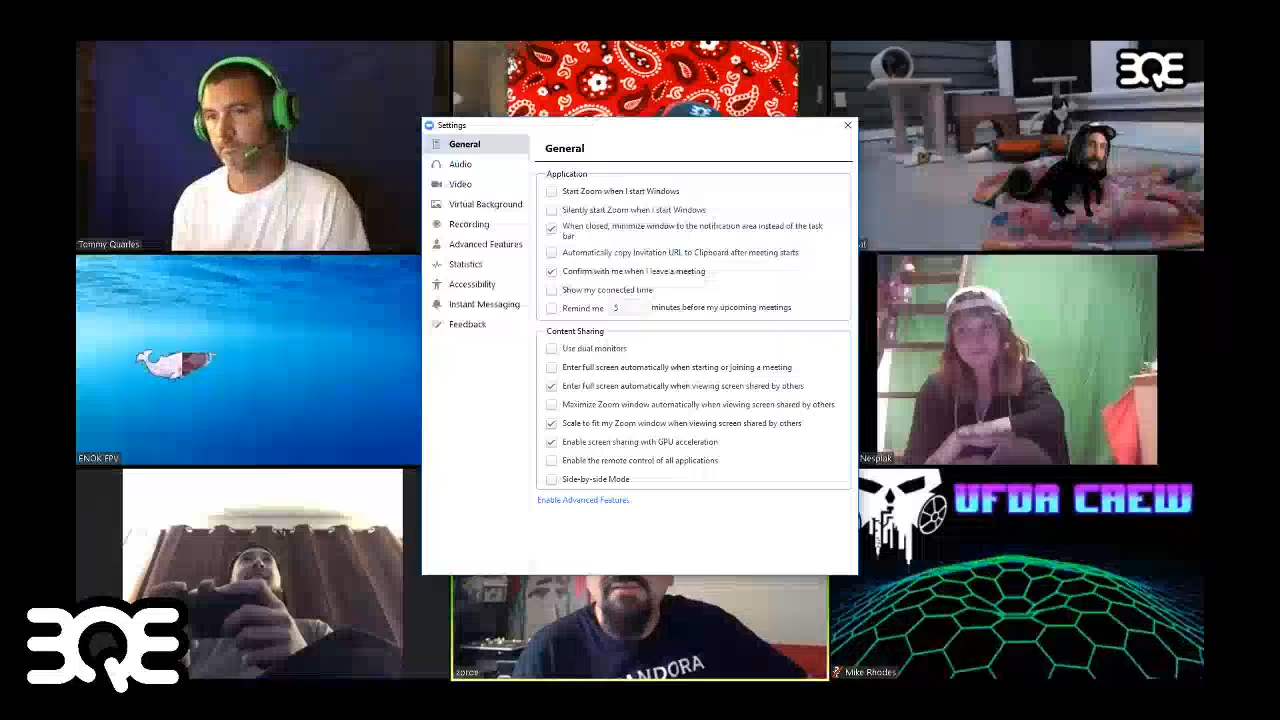 3QE
Tommy Quarles
ENOK FPV
Settings
General
Audio
Video
Virtual Background
Recording
Advanced Features
Statistics
Accessibility
Instant Messaging
Feedback
General
Application
Start Zoom when I start Windows
Silently start Zoom when I start Windows
When closed, minimize window to the notification area instead of the task
bar
Automatically copy Invitation URL to Clipboard after meeting starts
Confirm with me when I leave a meeting
Show my connected time
Remind me 5 minutes before my upcoming meetings
Content Sharing
Use dual monitors
Enter full screen automatically when starting or joining a meeting
Enter full screen automatically when viewing screen shared by others
Maximize Zoom window automatically when viewing screen shared by others
Scale to fit my Zoom window when viewing screen shared by others
Enable screen sharing with GPU acceleration
Enable the remote control of all applications
Side-by-side Mode
Enable Advanced Features
Nesplak
UFDA CREW
3QE
zoroe
ANDORA
Mike Rhodes